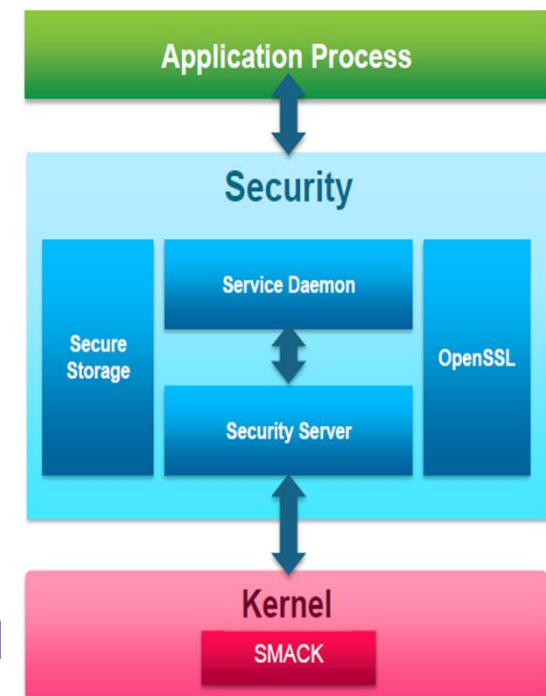 Application Process
Security
Service Daemon
Secure
Storage
OpenSSL
Security Server
Kernel
SMACK